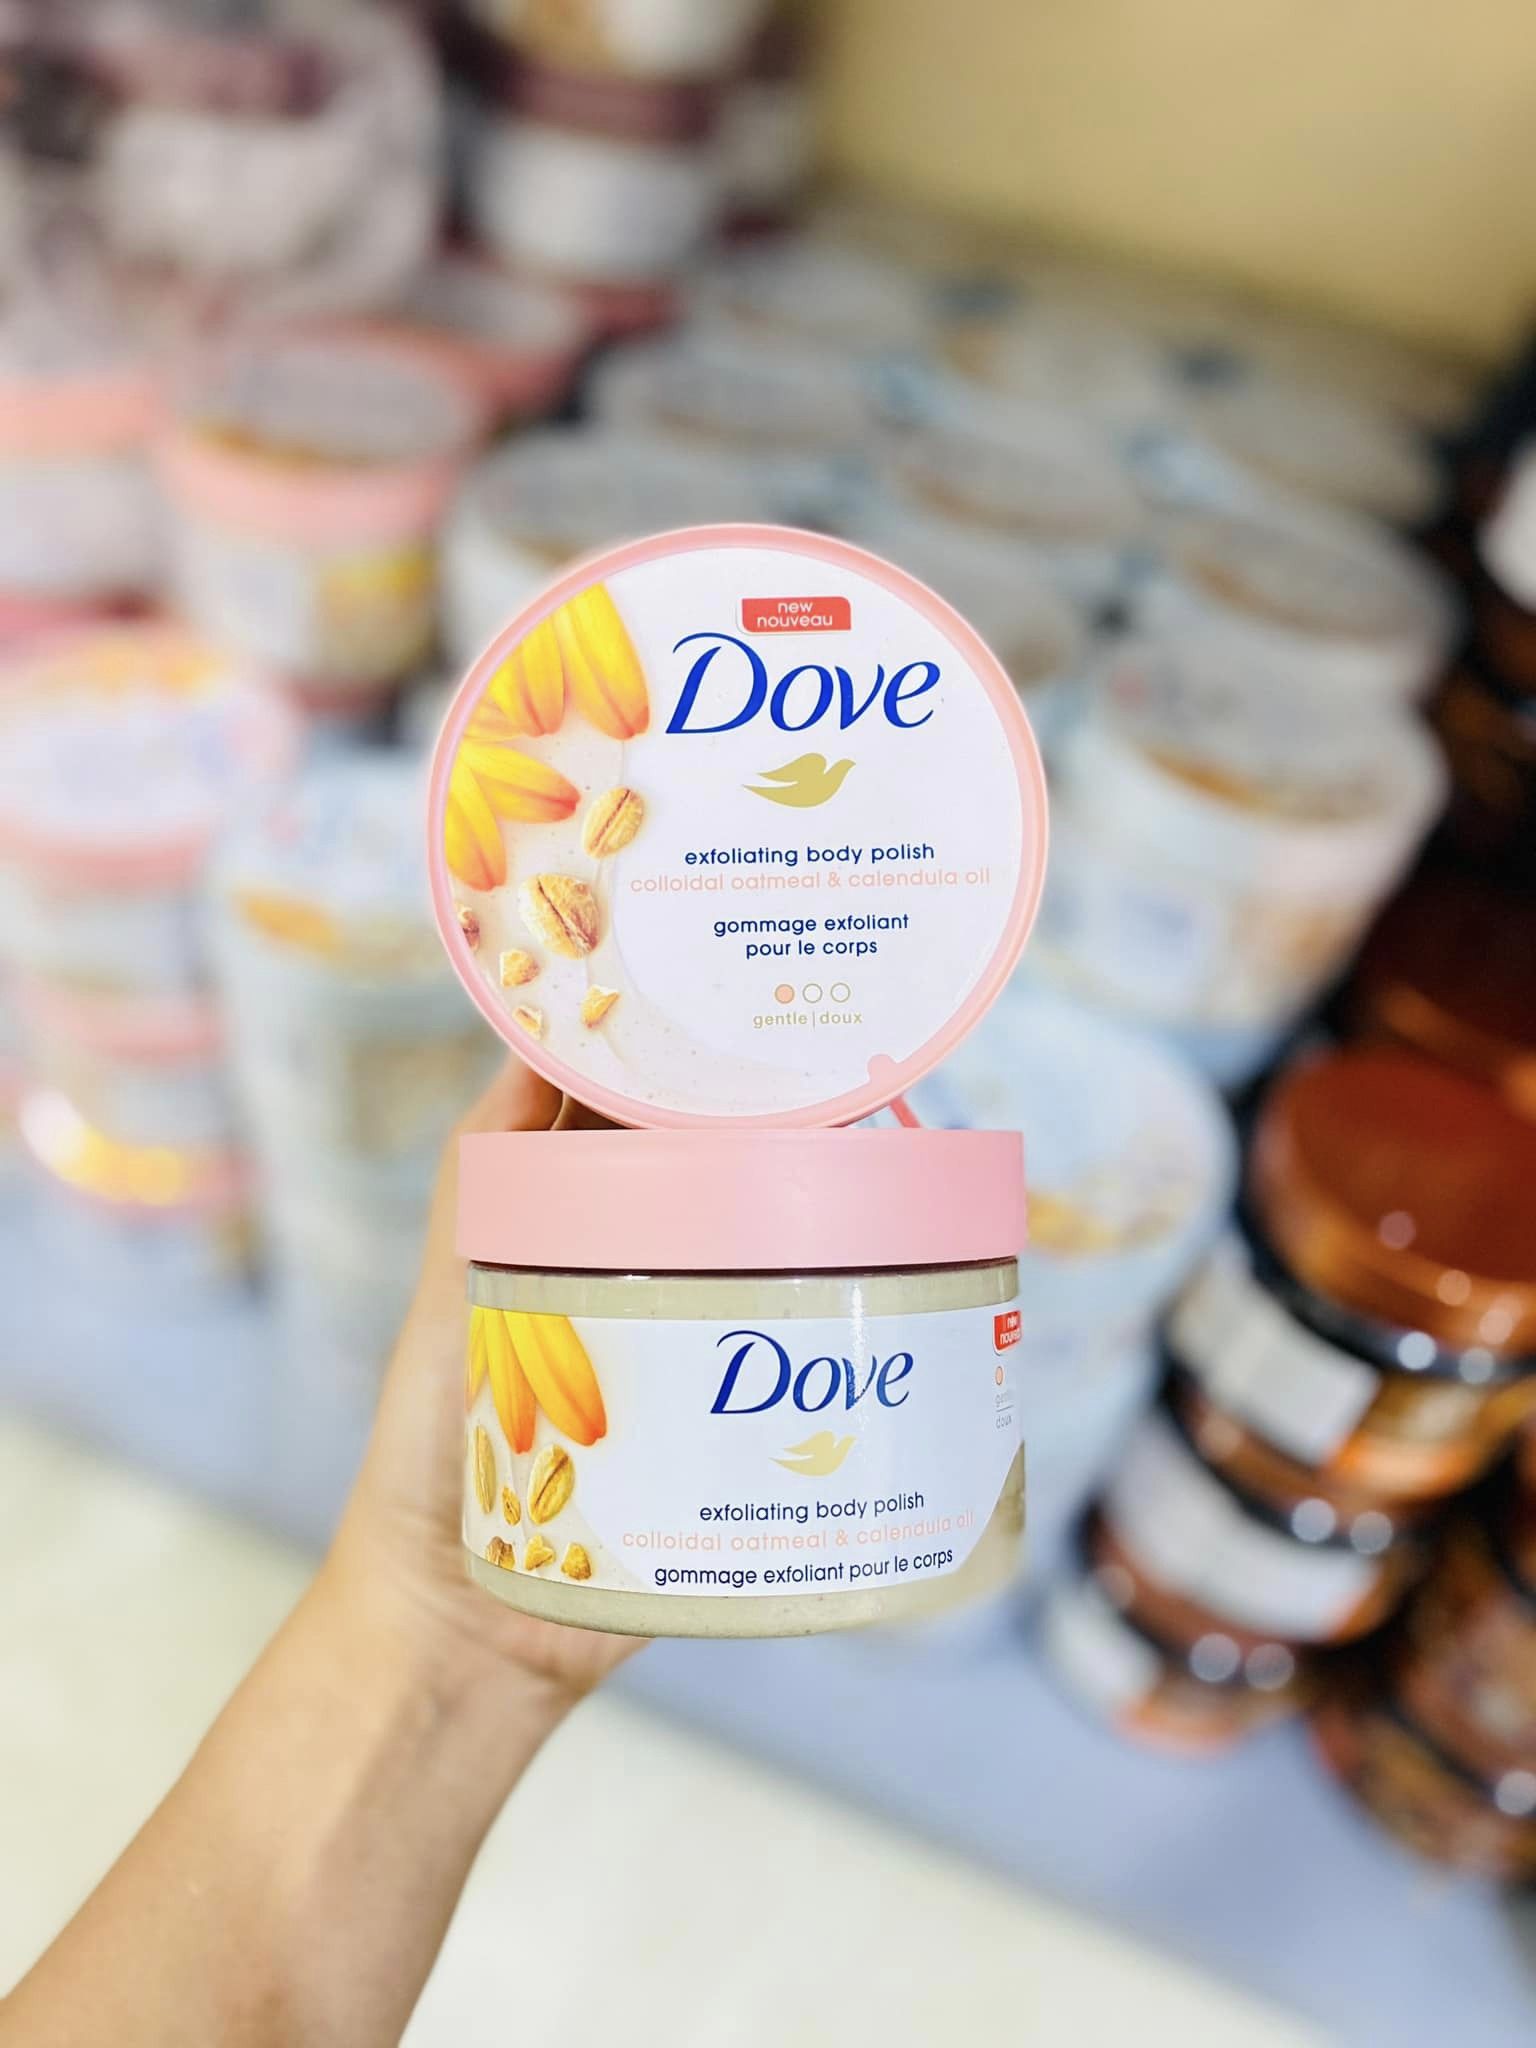 new
nouveau
Dove
exfoliating body polish
colloidal oatmeal & calendula oil
gommage exfoliant
pour le corps
gentle | doux
Dove
new
nouveau
gentle
doux
exfoliating body polish
colloidal oatmeal & calendula oil
gommage exfoliant pour le corps